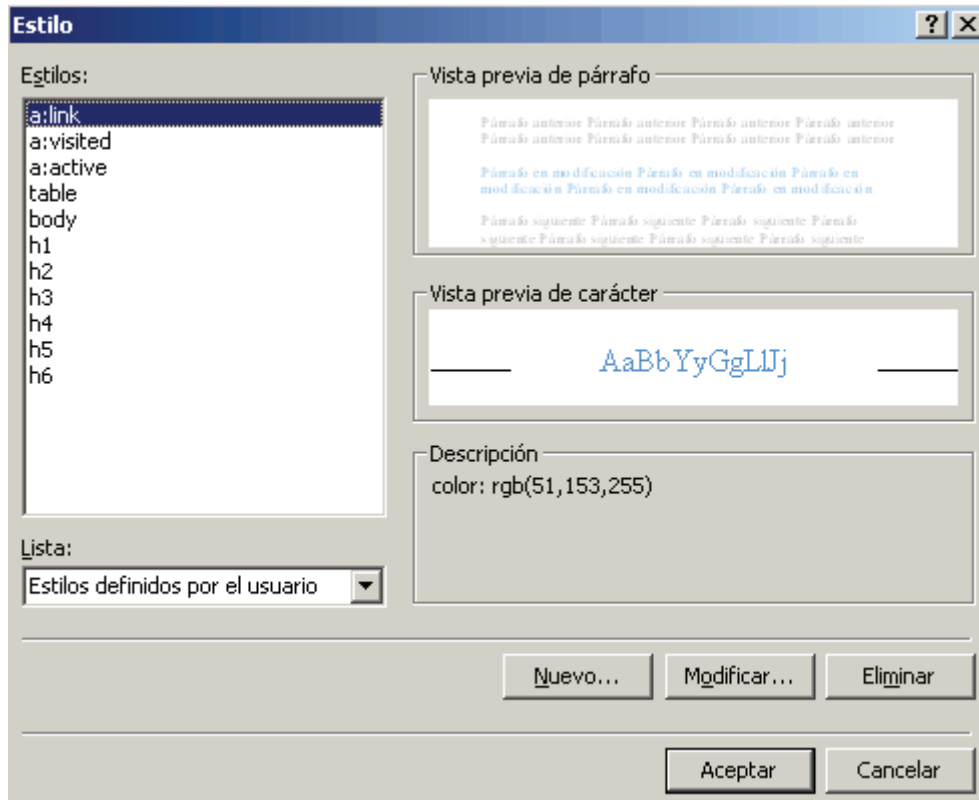 Estilo
Estilos:
a:link
a:visited
a:active
table
body
h1
h2
h3
h4
h5
h6
Lista:
Estilos definidos por el usuario
Vista previa de párrafo
Párrafo anterior Párrafo anterior Párrafo anterior Párrafo anterior
Párrafo anterior Párrafo anterior Párrafo anterior Párrafo anterior
Párrafo en modificación Párrafo en modificación Párrafo en
modificación Párrafo en modificación Párrafo en modificación
Párrafo siguiente Párrafo siguiente Párrafo siguiente Párrafo
siguiente Párrafo siguiente Párrafo siguiente Párrafo siguiente
Vista previa de carácter
AaBbYyGgLlJj
Descripción
color: rgb(51,153,255)
Nuevo...
Modificar...
Eliminar
Aceptar
Cancelar